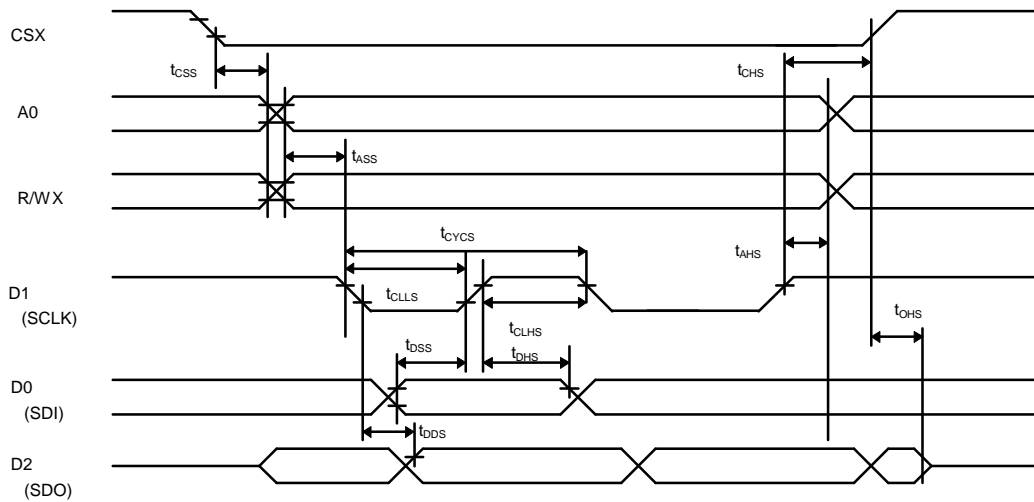 CSX
tCSS
tCHS
A0
tASS
R/WX
tCYCS
tAHS
D1
(SCLK)
tCLLS
tCLHS
tOHS
tDSS
tDHS
D0
(SDI)
tDDS
D2
(SDO)